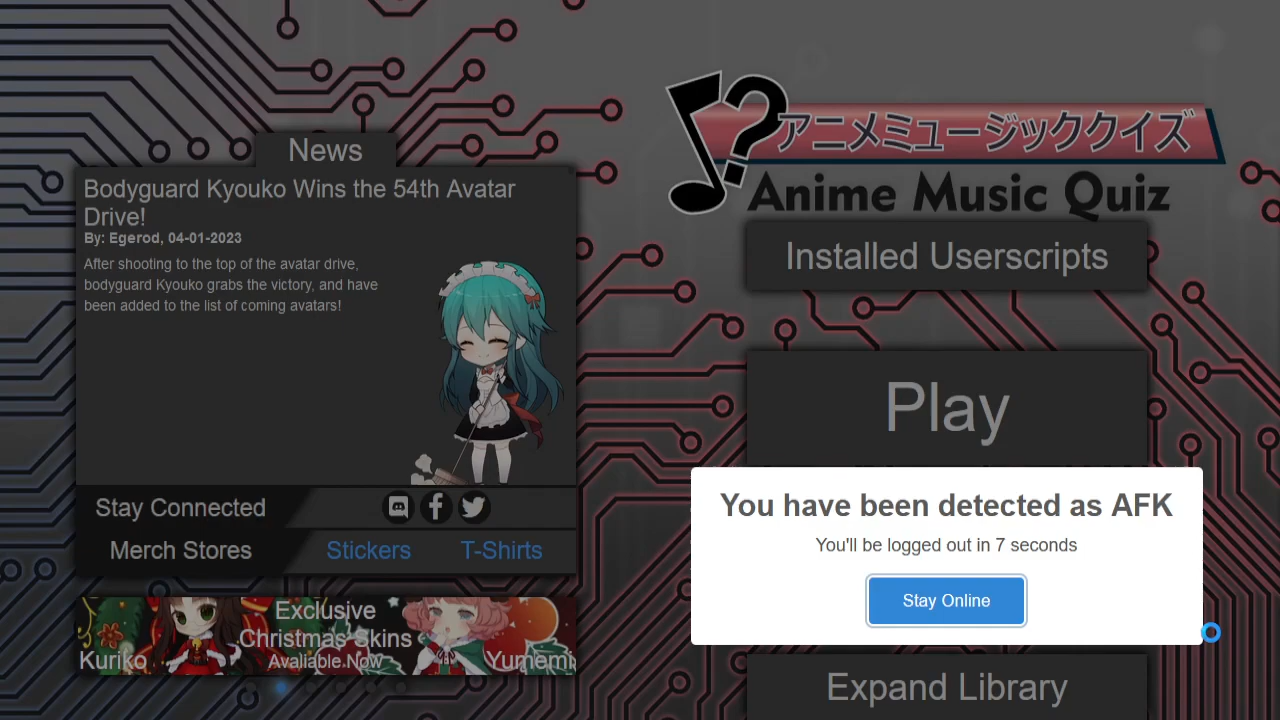 News
Bodyguard Kyouko Wins the 54th Avatar
Drive!
By: Egerod, 04-01-2023
After shooting to the top of the avatar drive,
bodyguard Kyouko grabs the victory, and have
been added to the list of coming avatars!
Stay Connected
Merch Stores
Stickers
T-Shirts
Exclusive
Christmas Skins
Avaliable Now
Kuriko
Yumemi
?
アニメミュージッククイズ
Anime Music Quiz
Installed Userscripts
Play
You have been detected as AFK
You'll be logged out in 7 seconds
Stay Online
Expand Library